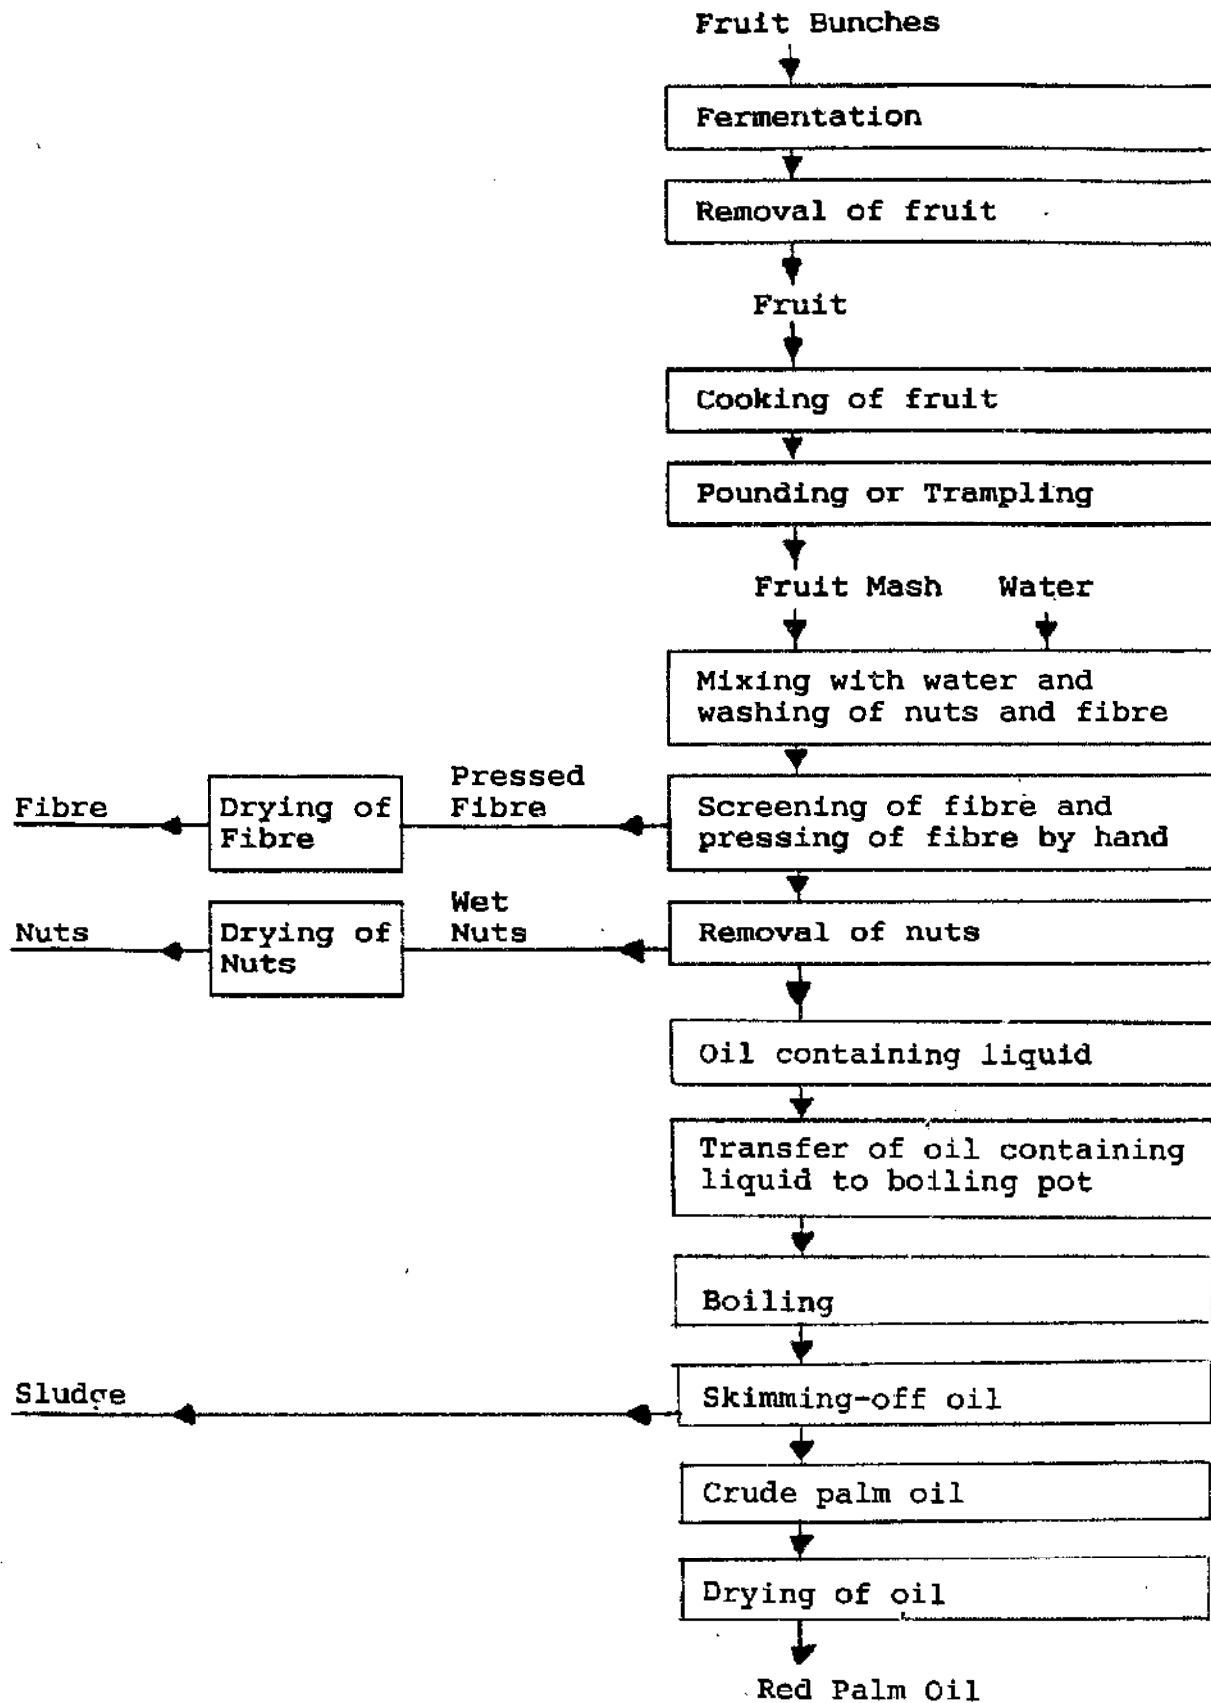 Fruit Bunches
Fermentation
Removal of fruit
Fruit
Cooking of fruit
Pounding or Trampling
Fruit Mash Water
Mixing with water and
washing of nuts and fibre
Screening of fibre and
pressing of fibre by hand
Pressed
Fibre
Drying of
Fibre
Fibre
Removal of nuts
Wet
Nuts
Drying of
Nuts
Nuts
Oil containing liquid
Transfer of oil containing
liquid to boiling pot
Boiling
Skimming-off oil
Sludge
Crude palm oil
Drying of oil
Red Palm Oil